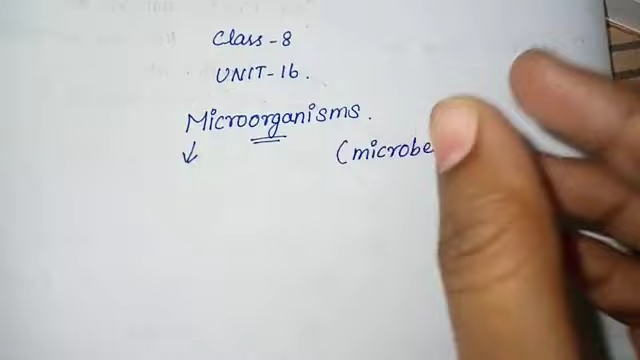 Class - 8
UNIT - 16.
Microorganisms.
(microbe